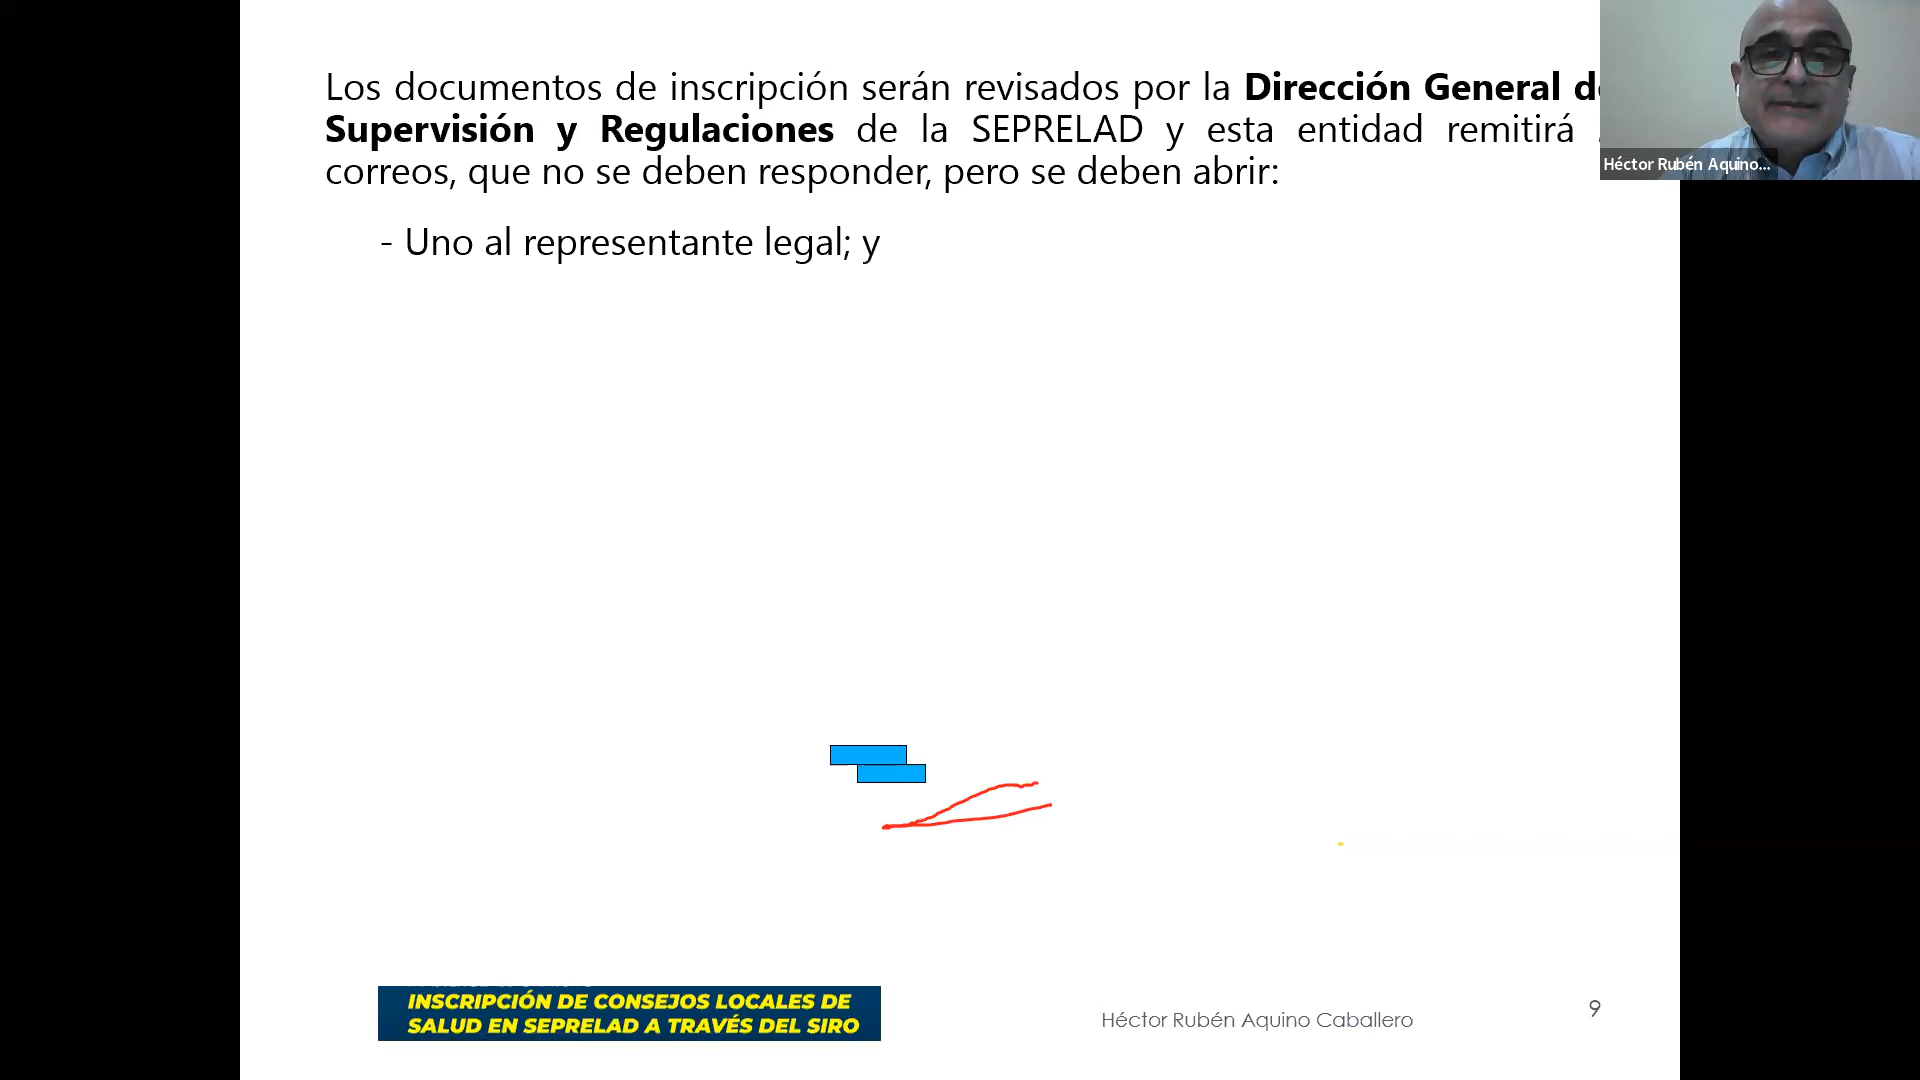 Los documentos de inscripción serán revisados por la Dirección General de
Supervisión y Regulaciones de la SEPRELAD y esta entidad remitirá
correos, que no se deben responder, pero se deben abrir:
- Uno al representante legal; y
Héctor Rubén Aquino...
INSCRIPCIÓN DE CONSEJOS LOCALES DE
SALUD EN SEPRELAD A TRAVÉS DEL SIRO
Héctor Rubén Aquino Caballero
9